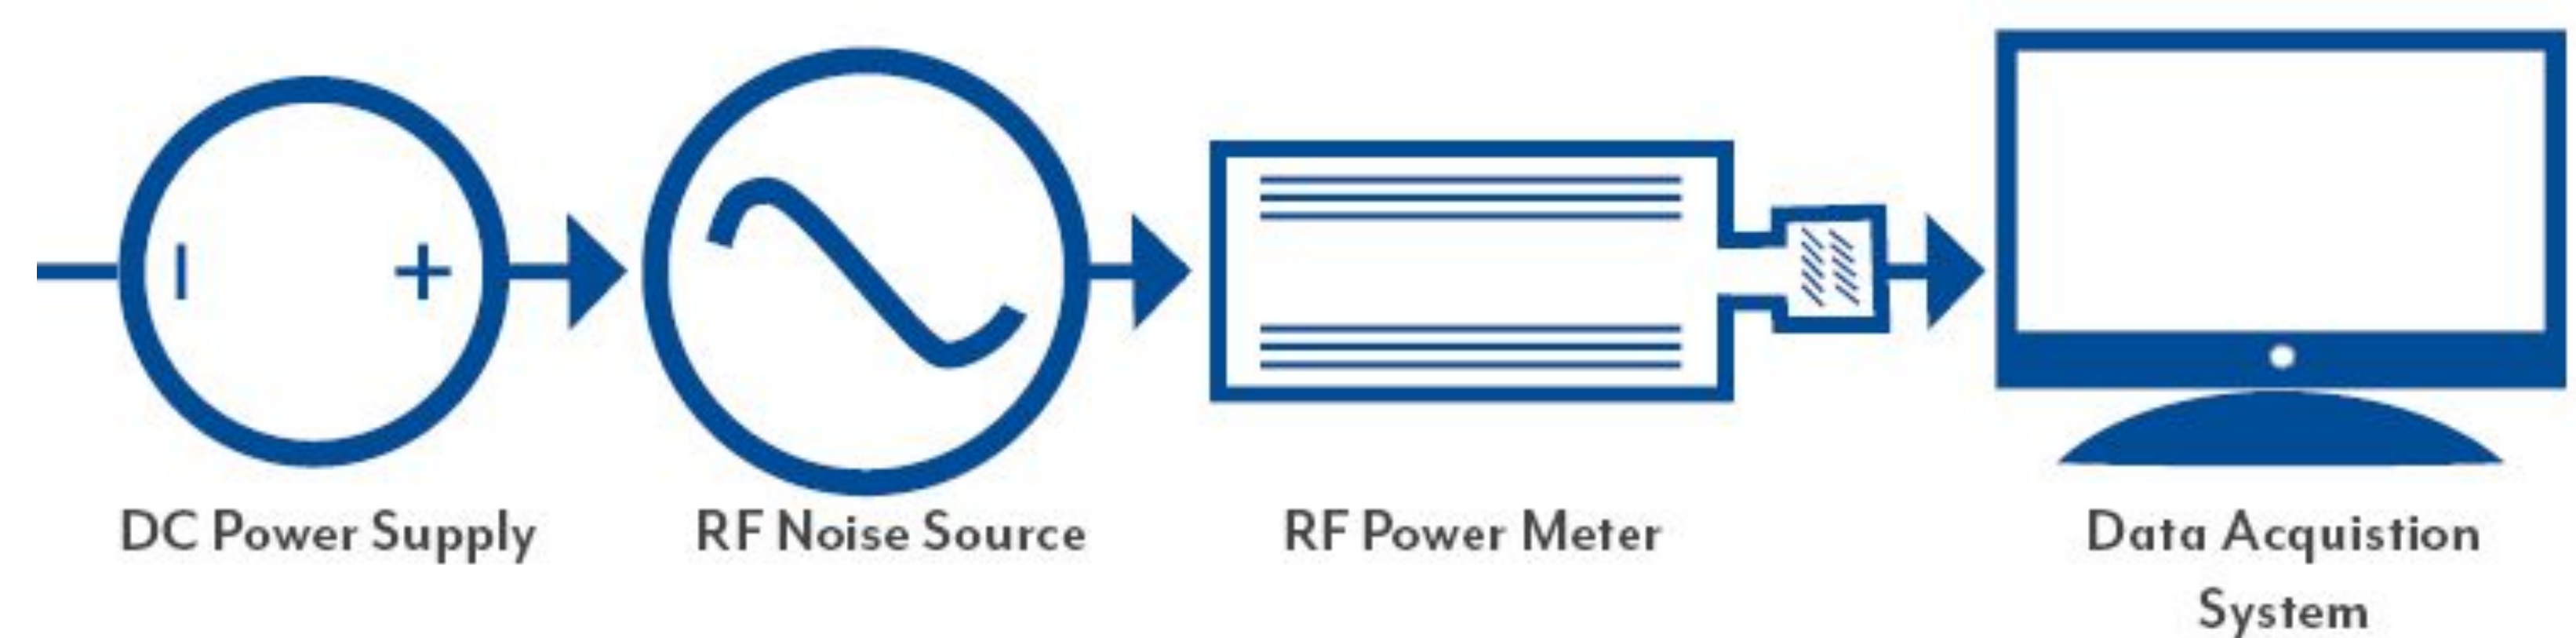 DC Power Supply
RF Noise Source
RF Power Meter
Data Acquistion
System